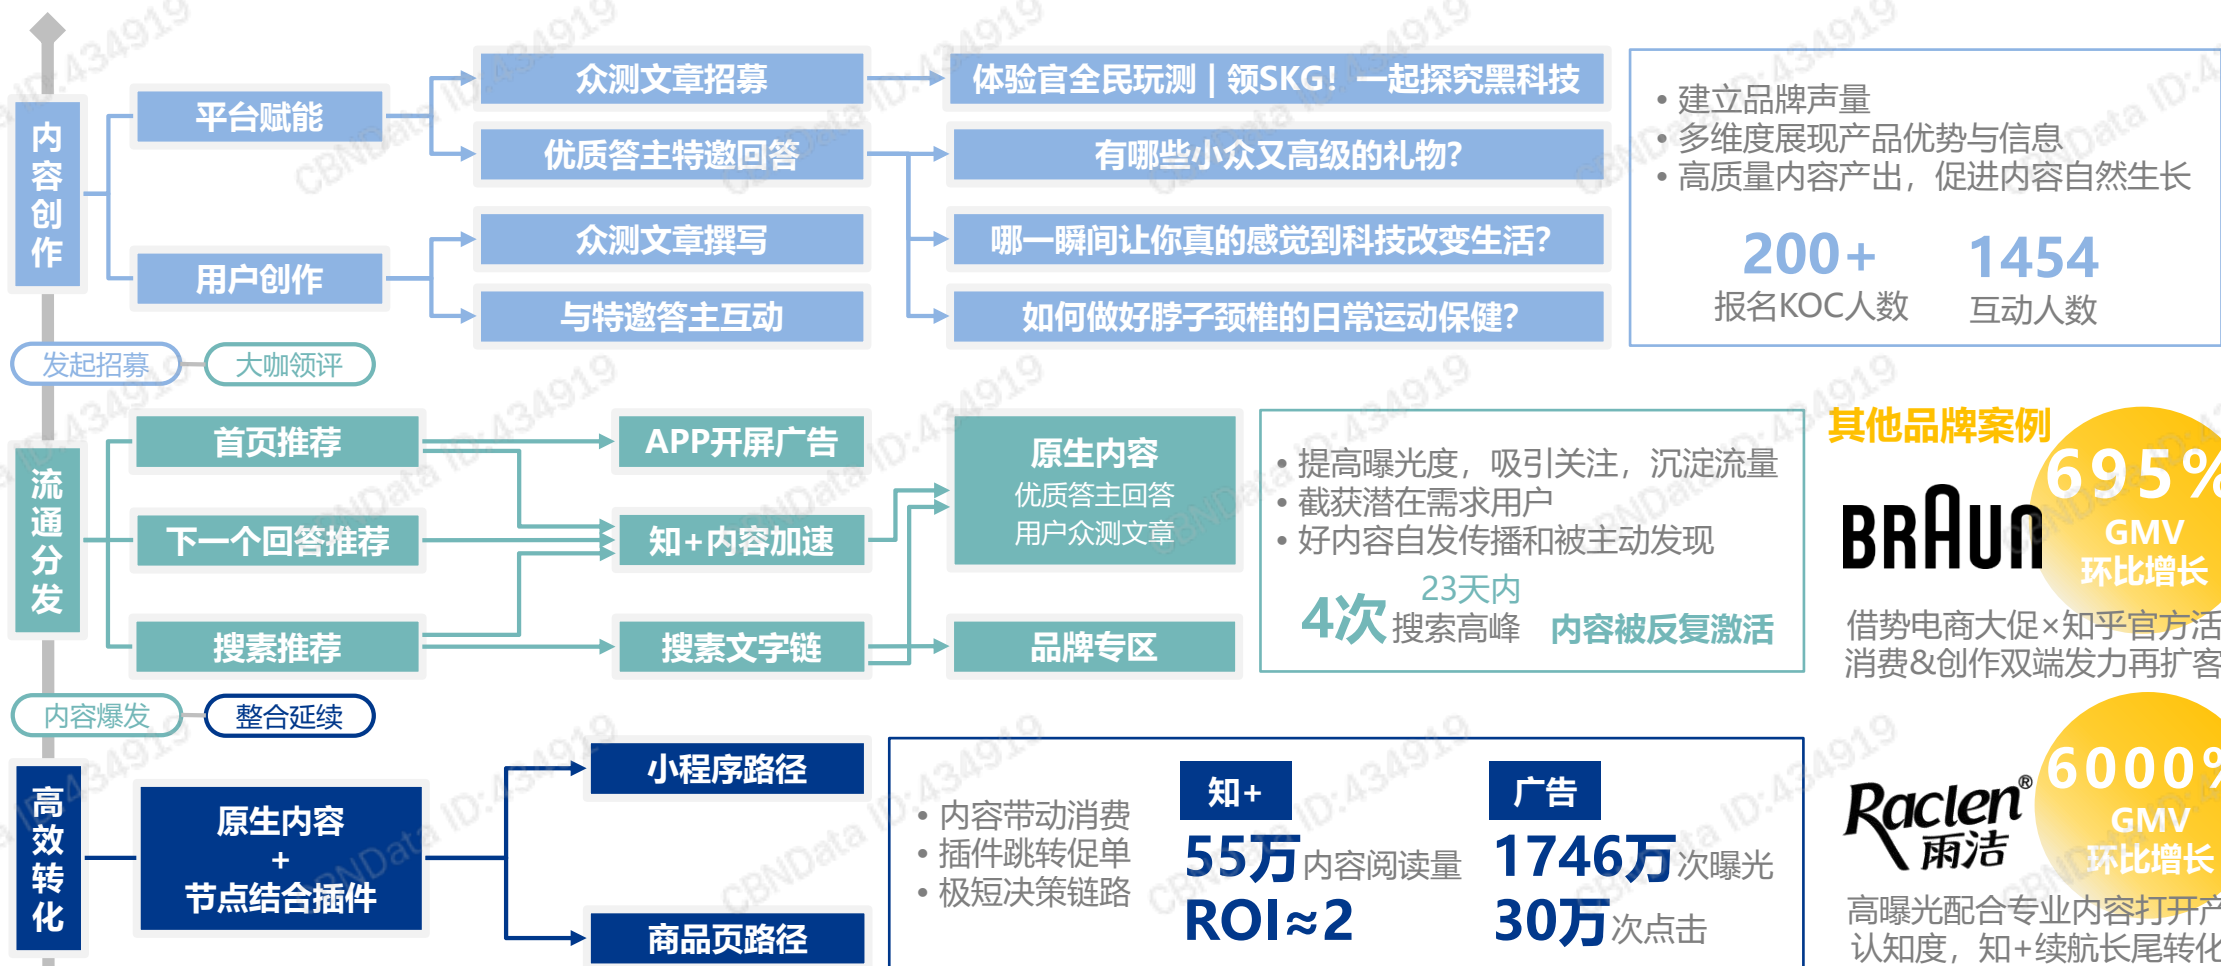 内容创作
平台赋能
用户创作
众测文章招募
优质答主特邀回答
众测文章撰写
与特邀答主互动
体验官全民玩测 | 领SKG！一起探究黑科技
有哪些小众又高级的礼物？
哪一瞬间让你真的感觉到科技改变生活？
如何做好脖子颈椎的日常运动保健？
• 建立品牌声量
• 多维度展现产品优势与信息
• 高质量内容产出，促进内容自然生长
200+
报名KOC人数
1454
互动人数
发起招募
大咖领评
流通分发
首页推荐
下一个回答推荐
搜素推荐
APP开屏广告
知+内容加速
搜素文字链
原生内容
优质答主回答
用户众测文章
品牌专区
• 提高曝光度，吸引关注，沉淀流量
• 截获潜在需求用户
• 好内容自发传播和被主动发现
4次
23天内
搜索高峰
内容被反复激活
其他品牌案例
BRAUN
695%
GMV
环比增长
借势电商大促×知乎官方活
消费&创作双端发力再扩客
内容爆发
整合延续
高效转化
原生内容
+
节点结合插件
小程序路径
商品页路径
• 内容带动消费
• 插件跳转促单
• 极短决策链路
知+
55万内容阅读量
ROI≈2
广告
1746万次曝光
30万次点击
Raclen®
雨洁
6000%
GMV
环比增长
高曝光配合专业内容打开产
认知度，知+续航长尾转化
CBNData ID:434919